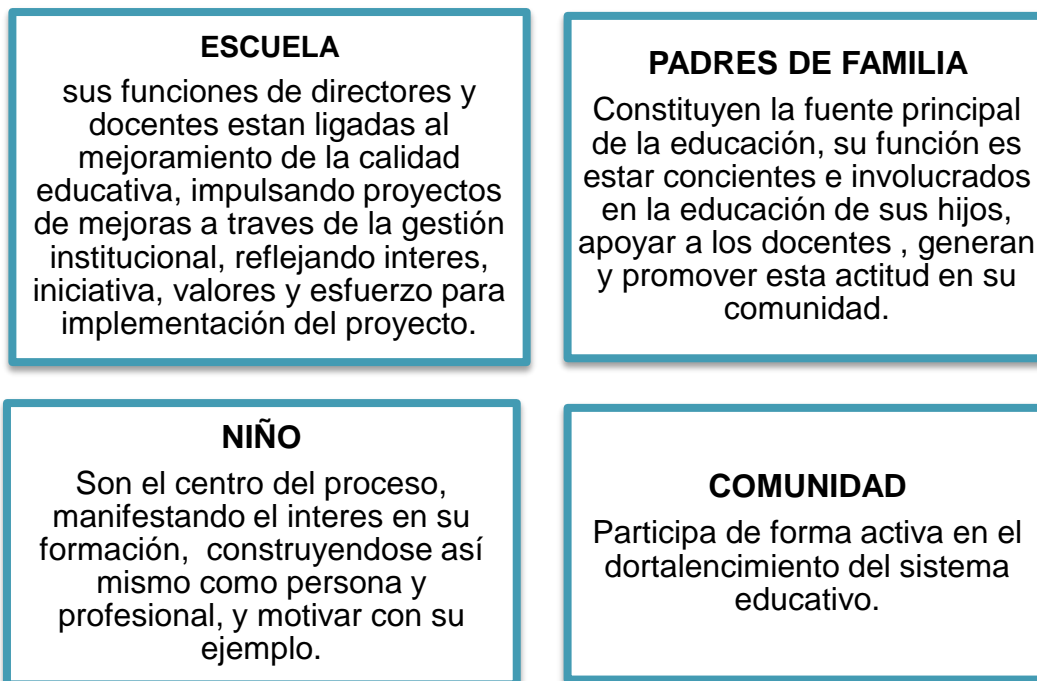 ESCUELA
sus funciones de directores y
docentes estan ligadas al
mejoramiento de la calidad
educativa, impulsando proyectos
de mejoras a traves de la gestión
institucional, reflejando interes,
iniciativa, valores y esfuerzo para
implementación del proyecto.
PADRES DE FAMILIA
Constituyen la fuente principal
de la educación, su función es
estar concientes e involucrados
en la educación de sus hijos,
apoyar a los docentes , generan
y promover esta actitud en su
comunidad.
NIÑO
Son el centro del proceso,
manifestando el interes en su
formación,  construyendose así
mismo como persona y
profesional, y motivar con su
ejemplo.
COMUNIDAD
Participa de forma activa en el
dortalencimiento del sistema
educativo.